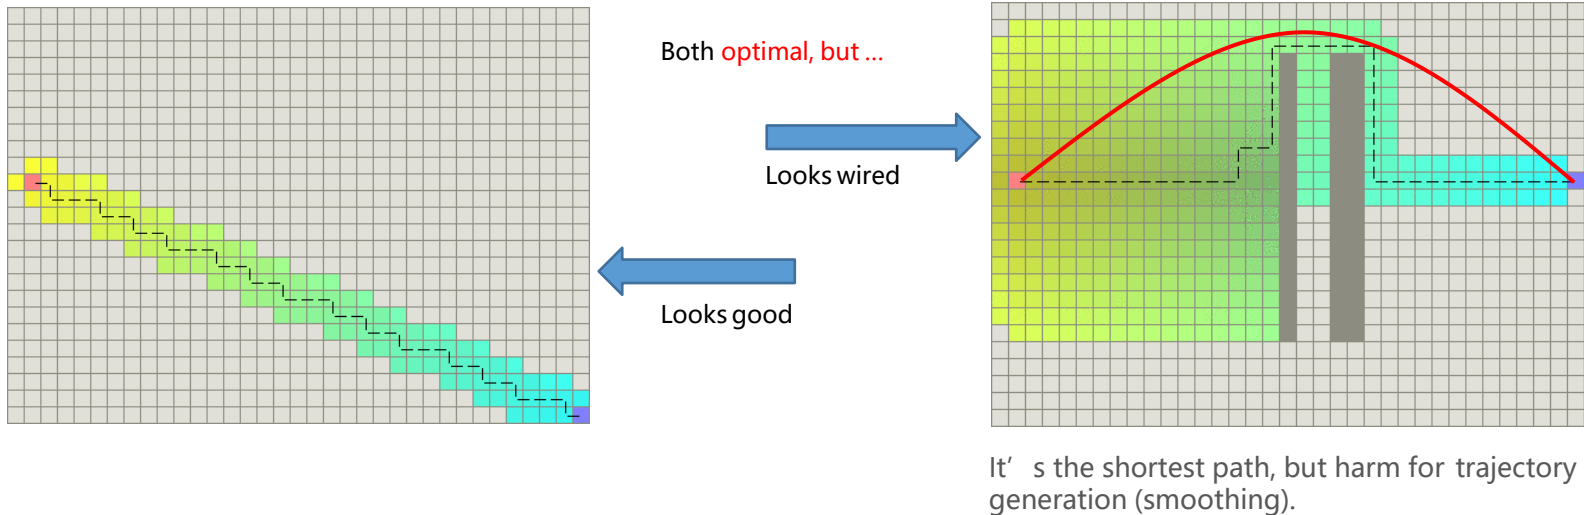 Both optimal, but ...
Looks wired
Looks good
It' s the shortest path, but harm for trajectory
generation (smoothing).